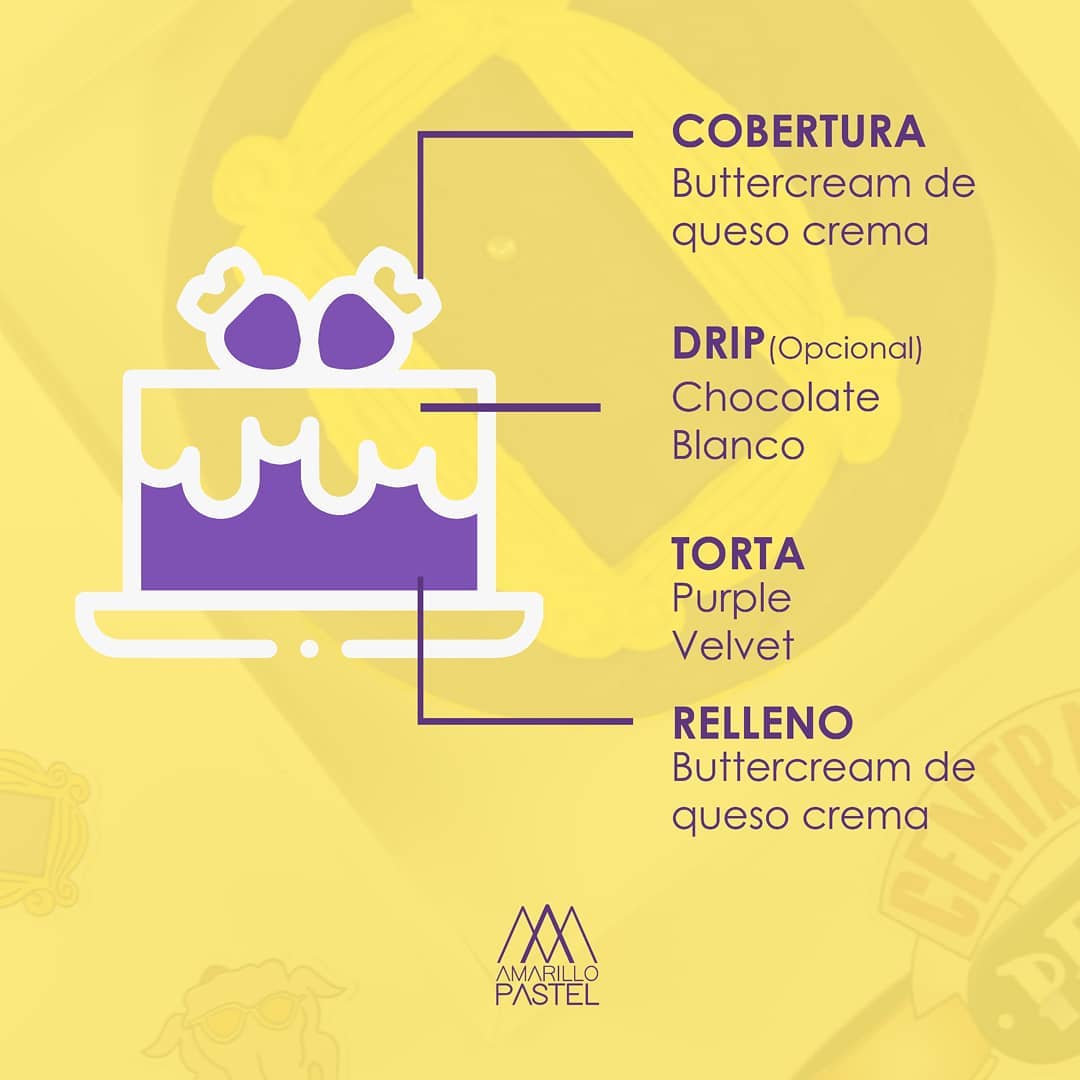 COBERTURA
Buttercream de
queso crema
DRIP (Opcional)
Chocolate
Blanco
TORTA
Purple
Velvet
RELLENO
Buttercream de
queso crema
AMARILLO
PASTEL